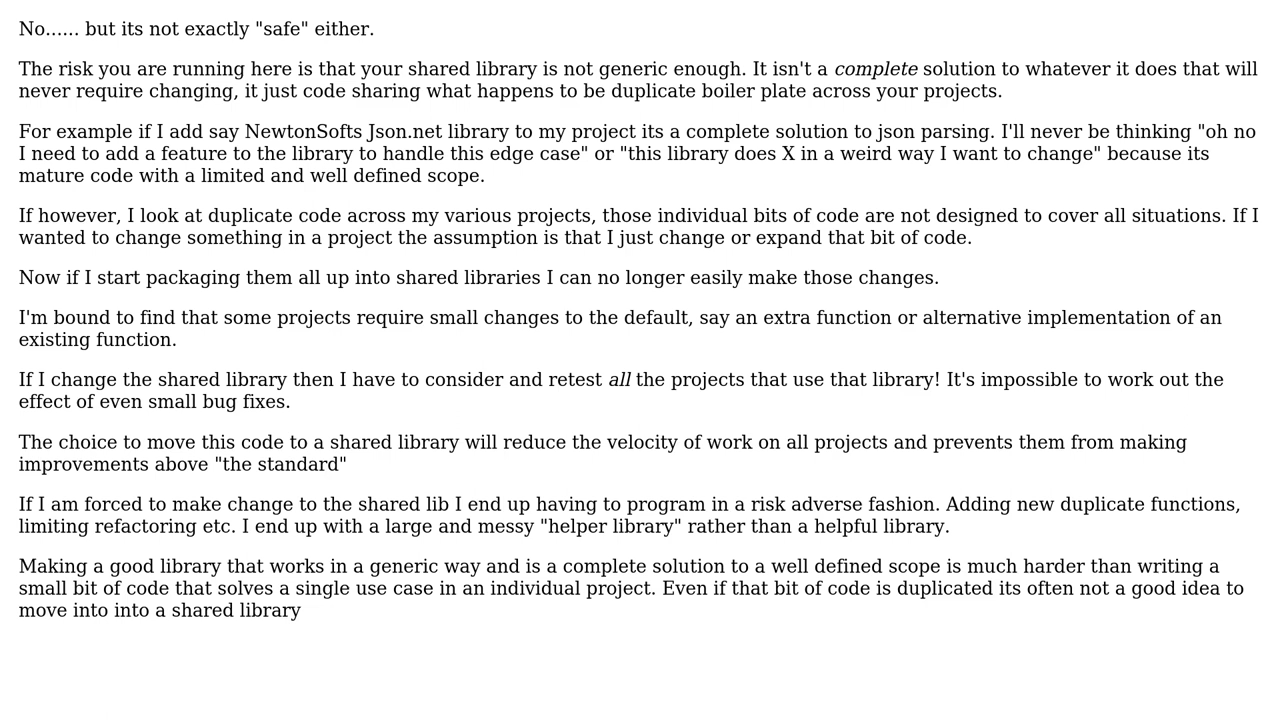 No...... but its not exactly "safe" either.
The risk you are running here is that your shared library is not generic enough. It isn't a complete solution to whatever it does that will
never require changing, it just code sharing what happens to be duplicate boiler plate across your projects.
For example if I add say NewtonSofts Json.net library to my project its a complete solution to json parsing. I'll never be thinking "oh no
I need to add a feature to the library to handle this edge case" or "this library does X in a weird way I want to change" because its
mature code with a limited and well defined scope.
If however, I look at duplicate code across my various projects, those individual bits of code are not designed to cover all situations. If I
wanted to change something in a project the assumption is that I just change or expand that bit of code.
Now if I start packaging them all up into shared libraries I can no longer easily make those changes.
I'm bound to find that some projects require small changes to the default, say an extra function or alternative implementation of an
existing function.
If I change the shared library then I have to consider and retest all the projects that use that library! It's impossible to work out the
effect of even small bug fixes.
The choice to move this code to a shared library will reduce the velocity of work on all projects and prevents them from making
improvements above "the standard"
If I am forced to make change to the shared lib I end up having to program in a risk adverse fashion. Adding new duplicate functions,
limiting refactoring etc. I end up with a large and messy "helper library" rather than a helpful library.
Making a good library that works in a generic way and is a complete solution to a well defined scope is much harder than writing a
small bit of code that solves a single use case in an individual project. Even if that bit of code is duplicated its often not a good idea to
move into into a shared library